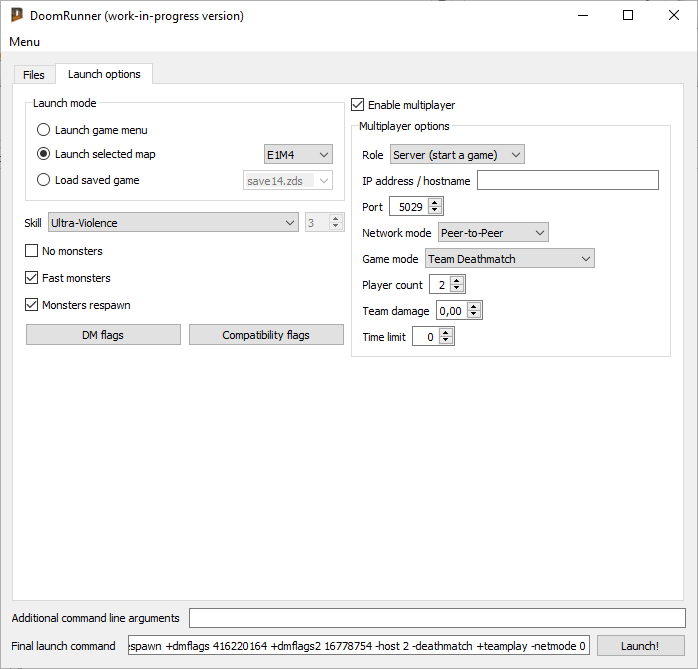 DoomRunner (work-in-progress version)
Menu
Files
Launch options
Launch mode
Launch game menu
Launch selected map
E1M4
Load saved game
save14.zds
Skill
Ultra-Violence
3
No monsters
Fast monsters
Monsters respawn
DM flags
Compatibility flags
Enable multiplayer
Multiplayer options
Role
Server (start a game)
IP address / hostname
Port
5029
Network mode
Peer-to-Peer
Game mode
Team Deathmatch
Player count
2
Team damage
0,00
Time limit
0
Additional command line arguments
Final launch command
espawn +dmflags 416220164 +dmflags2 16778754 -host 2 -deathmatch +teamplay -netmode 0
Launch!